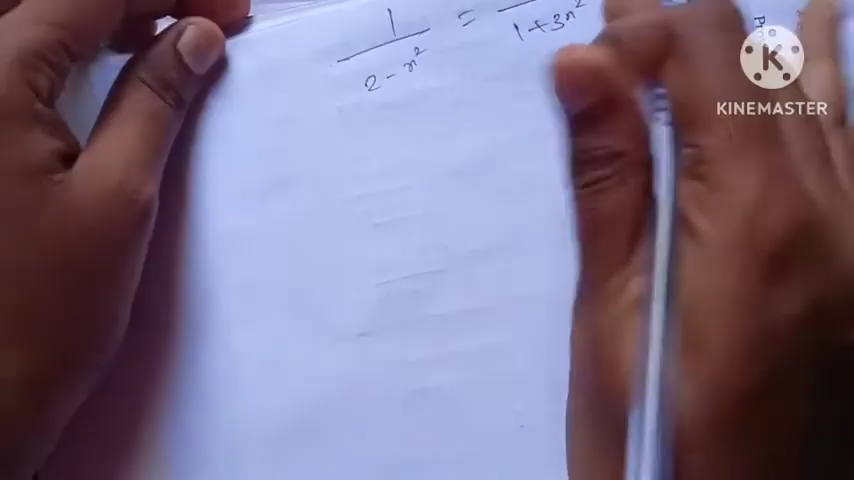 1/(2 - x²) = /(1 + 3x²
KINEMASTER